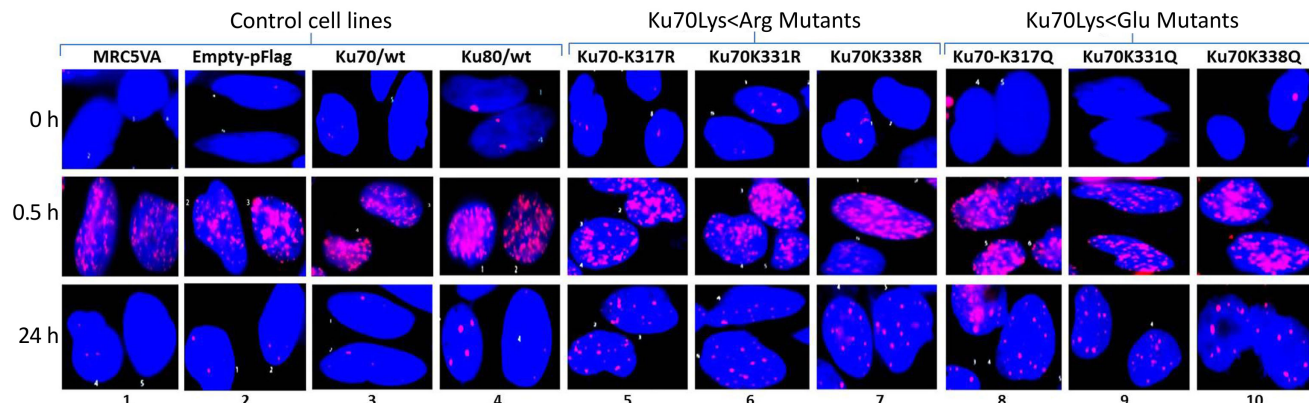 Control cell lines Ku70Lys<Arg Mutants Ku70Lys<Glu Mutants
MRC5VA Empty-pFlag Ku70/wt Ku80/wt Ku70-K317R Ku70K331R Ku70K338R Ku70-K317Q Ku70K331Q Ku70K338Q
0 h
0.5 h
24 h
1 2 3 4 5 6 7 8 9 10